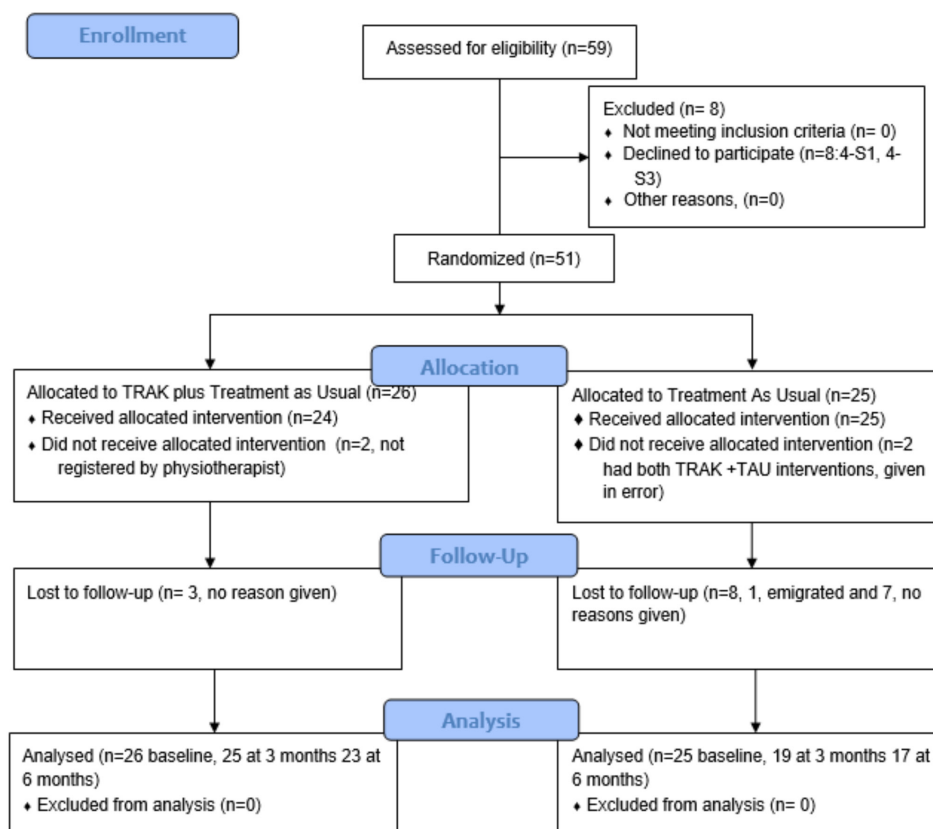 Enrollment
Assessed for eligibility (n=59)
Excluded (n= 8)
♦ Not meeting inclusion criteria (n= 0)
♦ Declined to participate (n=8:4-S1, 4-
S3)
♦ Other reasons, (n=0)
Randomized (n=51)
Allocation
Allocated to TRAK plus Treatment as Usual (n=26)
♦ Received allocated intervention (n=24)
♦ Did not receive allocated intervention (n=2, not
registered by physiotherapist)
Allocated to Treatment As Usual (n=25)
♦ Received allocated intervention (n=25)
♦ Did not receive allocated intervention (n=2
had both TRAK +TAU interventions, given
in error)
Follow-Up
Lost to follow-up (n= 3, no reason given)
Lost to follow-up (n=8, 1, emigrated and 7, no
reasons given)
Analysis
Analysed (n=26 baseline, 25 at 3 months 23 at
6 months)
♦ Excluded from analysis (n=0)
Analysed (n=25 baseline, 19 at 3 months 17 at
6 months)
♦ Excluded from analysis (n= 0)